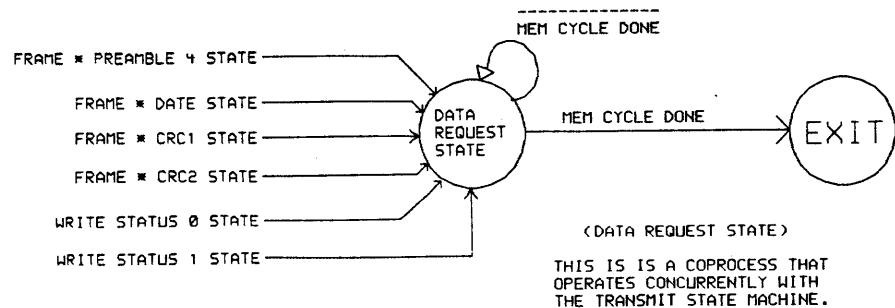 MEM CYCLE DONE
FRAME * PREAMBLE 4 STATE
FRAME * DATE STATE
FRAME * CRC1 STATE
FRAME * CRC2 STATE
WRITE STATUS 0 STATE
WRITE STATUS 1 STATE
DATA
REQUEST
STATE
MEM CYCLE DONE
EXIT
(DATA REQUEST STATE)
THIS IS IS A COPROCESS THAT
OPERATES CONCURRENTLY WITH
THE TRANSMIT STATE MACHINE.